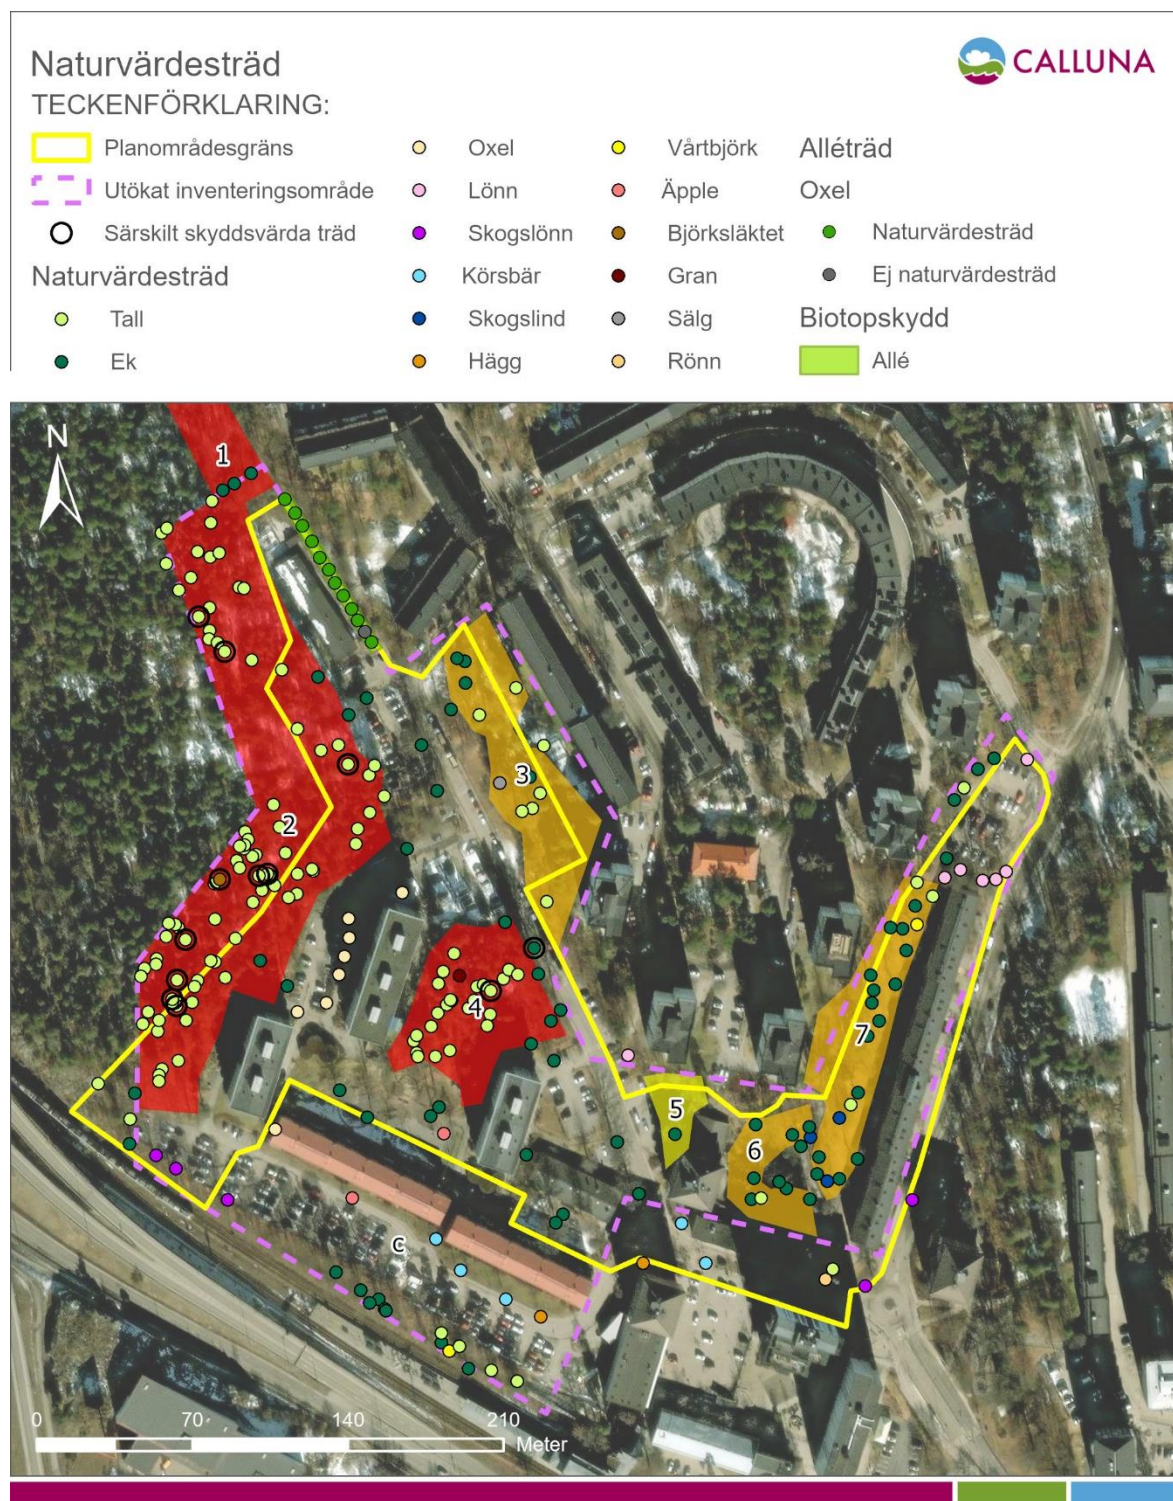 Naturvärdesträd
CALLUNA
TECKENFÖRKLARING:
Planområdesgräns
Utökat inventeringsområde
Särskilt skyddsvärda träd
Naturvärdesträd
Tall
Ek
Oxel
Lönn
Skogslönn
Körsbär
Skogslind
Hägg
Vårtbjörk
Äpple
Björksläktet
Gran
Sälg
Rönn
Alléträd
Oxel
Naturvärdesträd
Ej naturvärdesträd
Biotopskydd
Allé
N
1
2
3
4
5
6
7
c
0 70 140 210
Meter